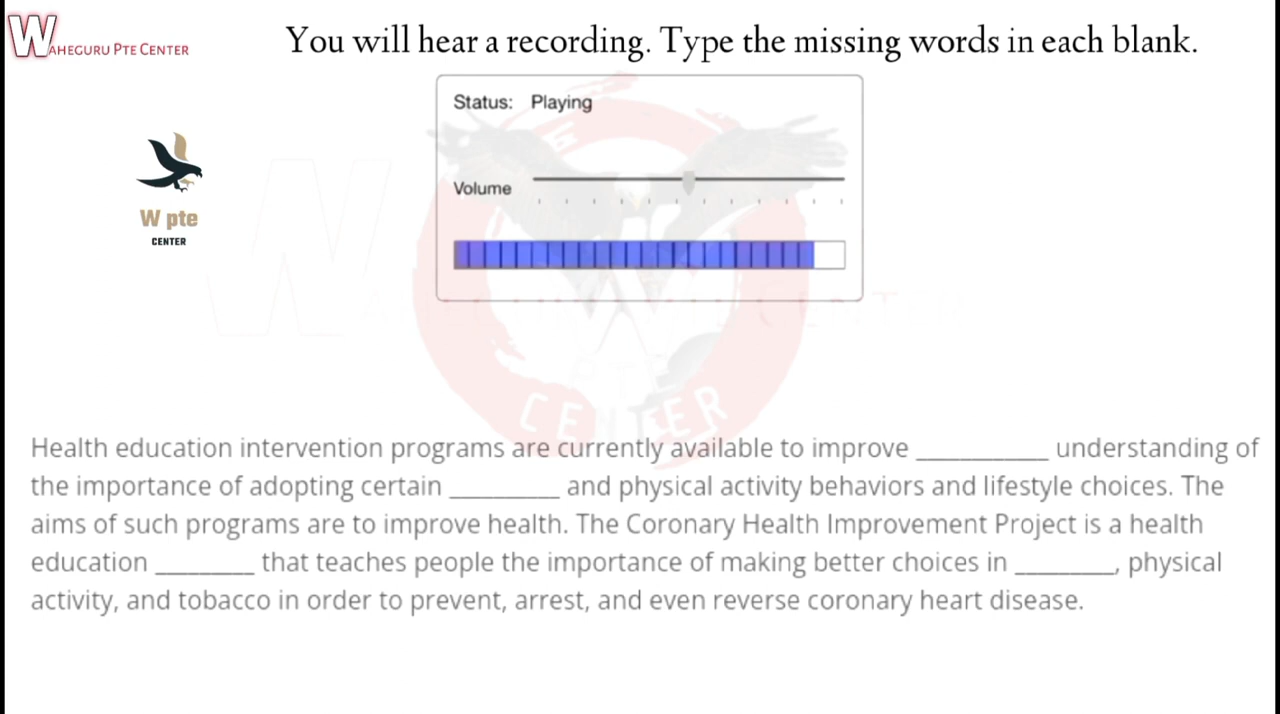 WAHEGURU PTE CENTER
You will hear a recording. Type the missing words in each blank.
Status: Playing
W pte
CENTER
Volume
CENTER
Health education intervention programs are currently available to improve __________ understanding of
the importance of adopting certain _________ and physical activity behaviors and lifestyle choices. The
aims of such programs are to improve health. The Coronary Health Improvement Project is a health
education _________ that teaches people the importance of making better choices in _________, physical
activity, and tobacco in order to prevent, arrest, and even reverse coronary heart disease.